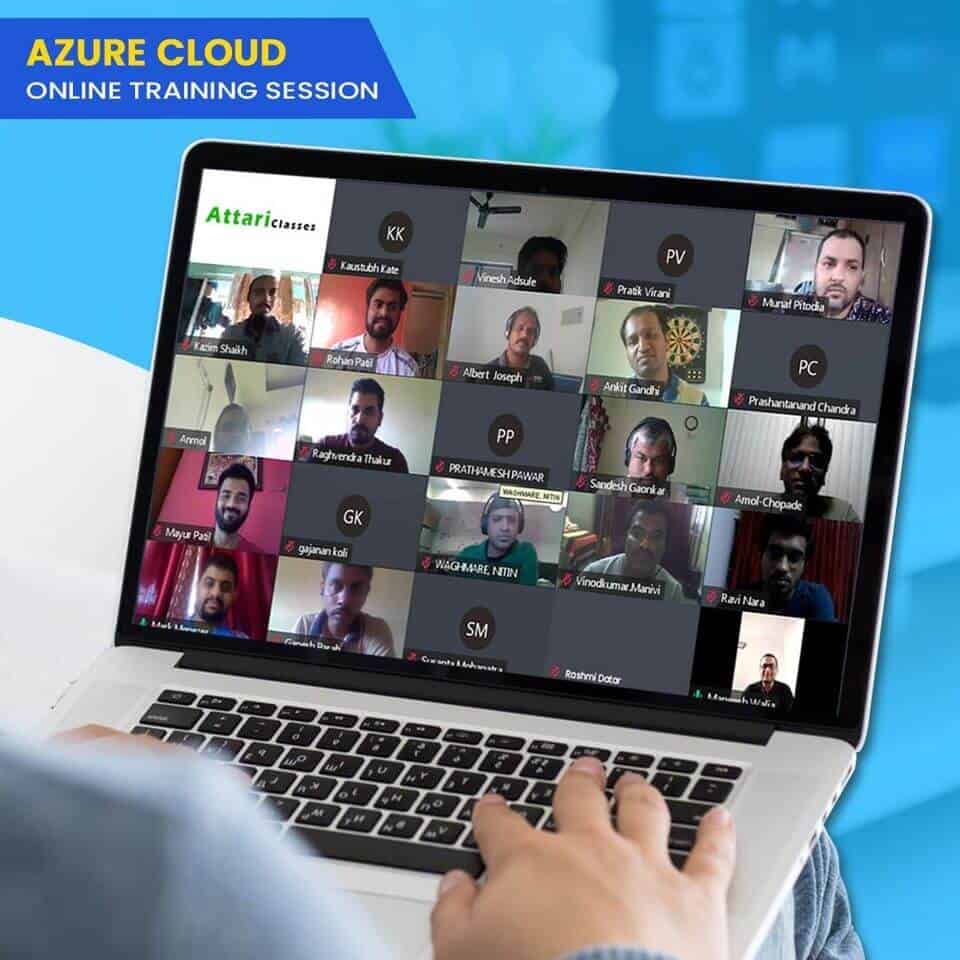 AZURE CLOUD
ONLINE TRAINING SESSION
Attari Classes
KK
Kaustubh Kate
Vinesh Adsule
PV
Pratik Virani
Munaf Pitodia
Kazim Shaikh
Rohan Patil
Albert Joseph
Ankit Gandhi
PC
Prashantanand Chandra
Anmol
Raghvendra Thakur
PP
PRATHAMESH PAWAR
Sandesh Gaonkar
Amol-Chopade
Mayur Patil
GK
gajanan koli
WAGHMARE, NITIN
WAGHMARE, NITIN
Vinodkumar.Manivi
Ravi Nara
SM
Rashmi Datar